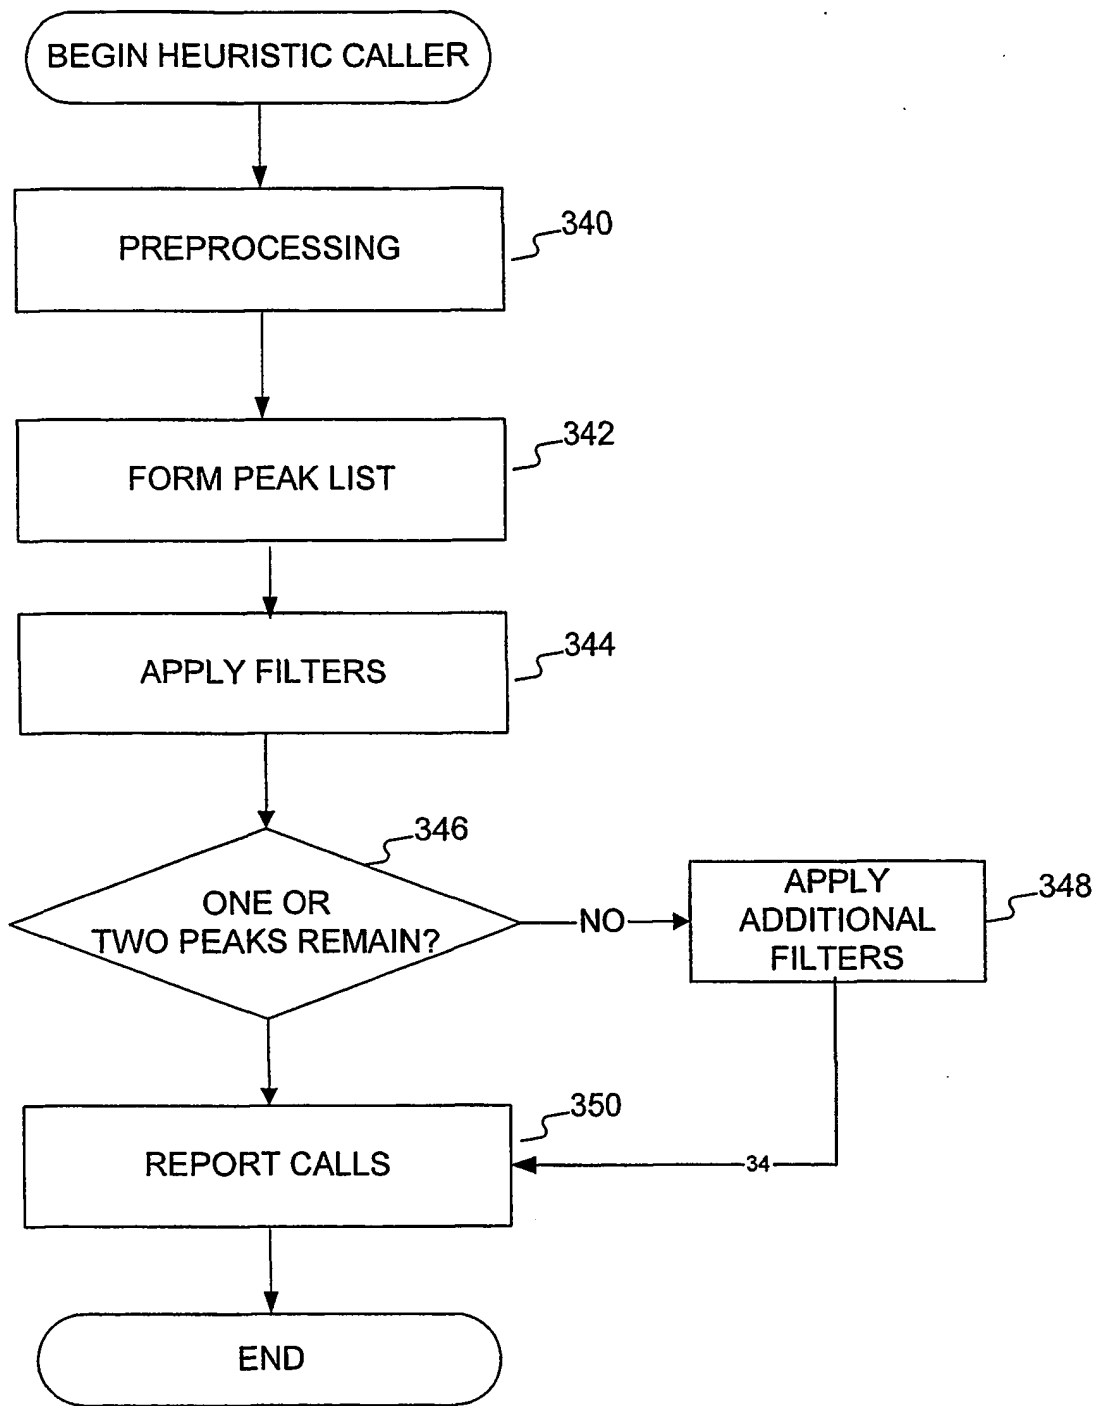 BEGIN HEURISTIC CALLER
PREPROCESSING
340
FORM PEAK LIST
342
APPLY FILTERS
344
346
ONE OR
TWO PEAKS REMAIN?
NO
APPLY
ADDITIONAL
FILTERS
348
350
REPORT CALLS
34
END